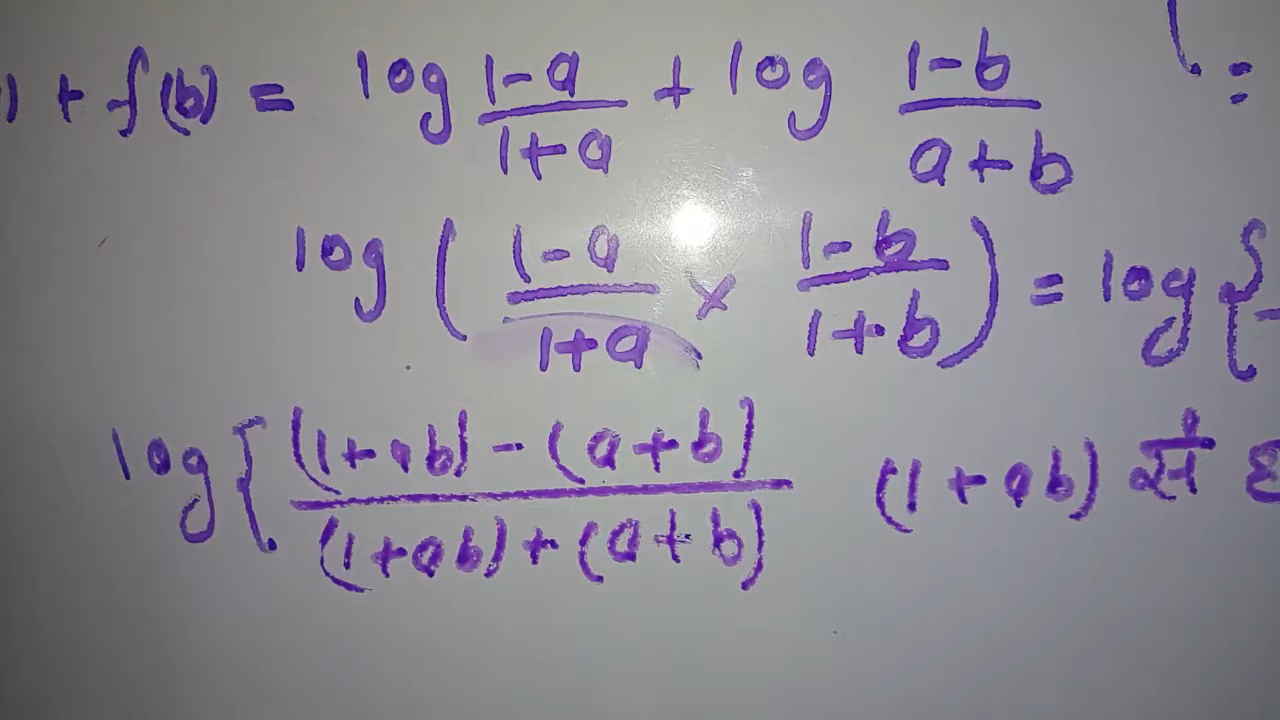 ) + f(b) = log (1-a)/(1+a) + log (1-b)/(a+b)
log ( (1-a)/(1+a) × (1-b)/(1+b) ) = log {
log { ((1+ab) - (a+b))/((1+ab) + (a+b)) (1+ab)